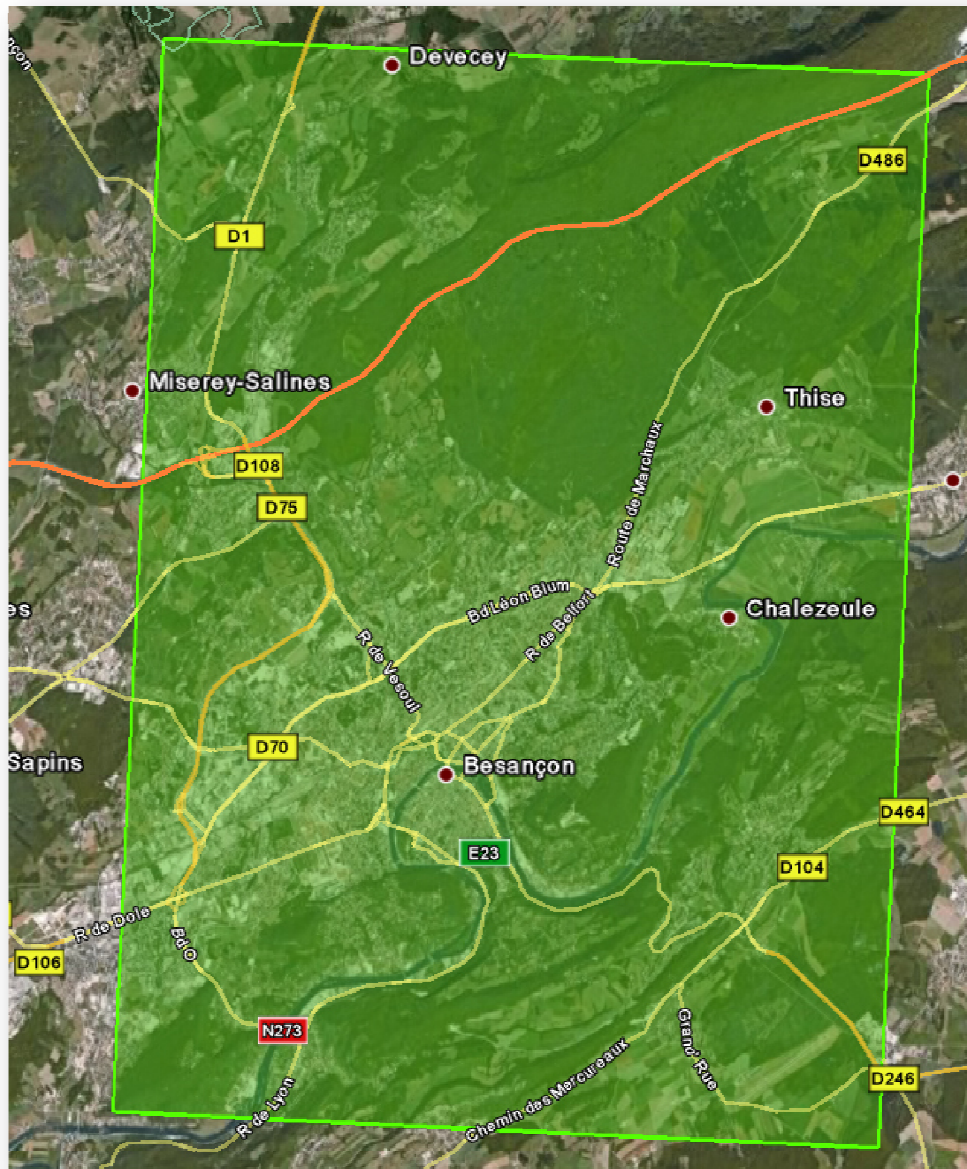 nçon
Devecey
D486
D1
Miserey-Salines
Thise
Route de Marchaux
D108
D75
es
Bd Léon Blum
R de Belfort
Chalezeule
R de Vesoul
D70
Sapins
Besançon
D464
E23
D104
R de Dole
Bd O
D106
N273
Grand' Rue
Chemin des Mercureaux
D246
R de Lyon